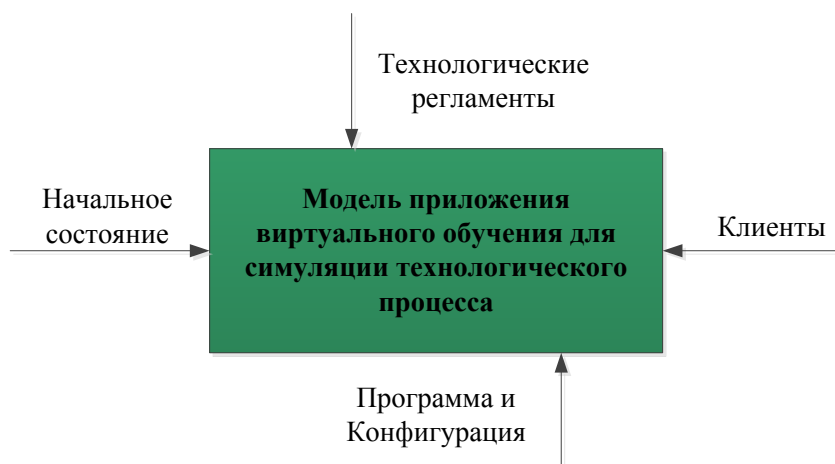 Технологические
регламенты
Начальное
состояние
Модель приложения
виртуального обучения для
симуляции технологического
процесса
Клиенты
Программа и
Конфигурация